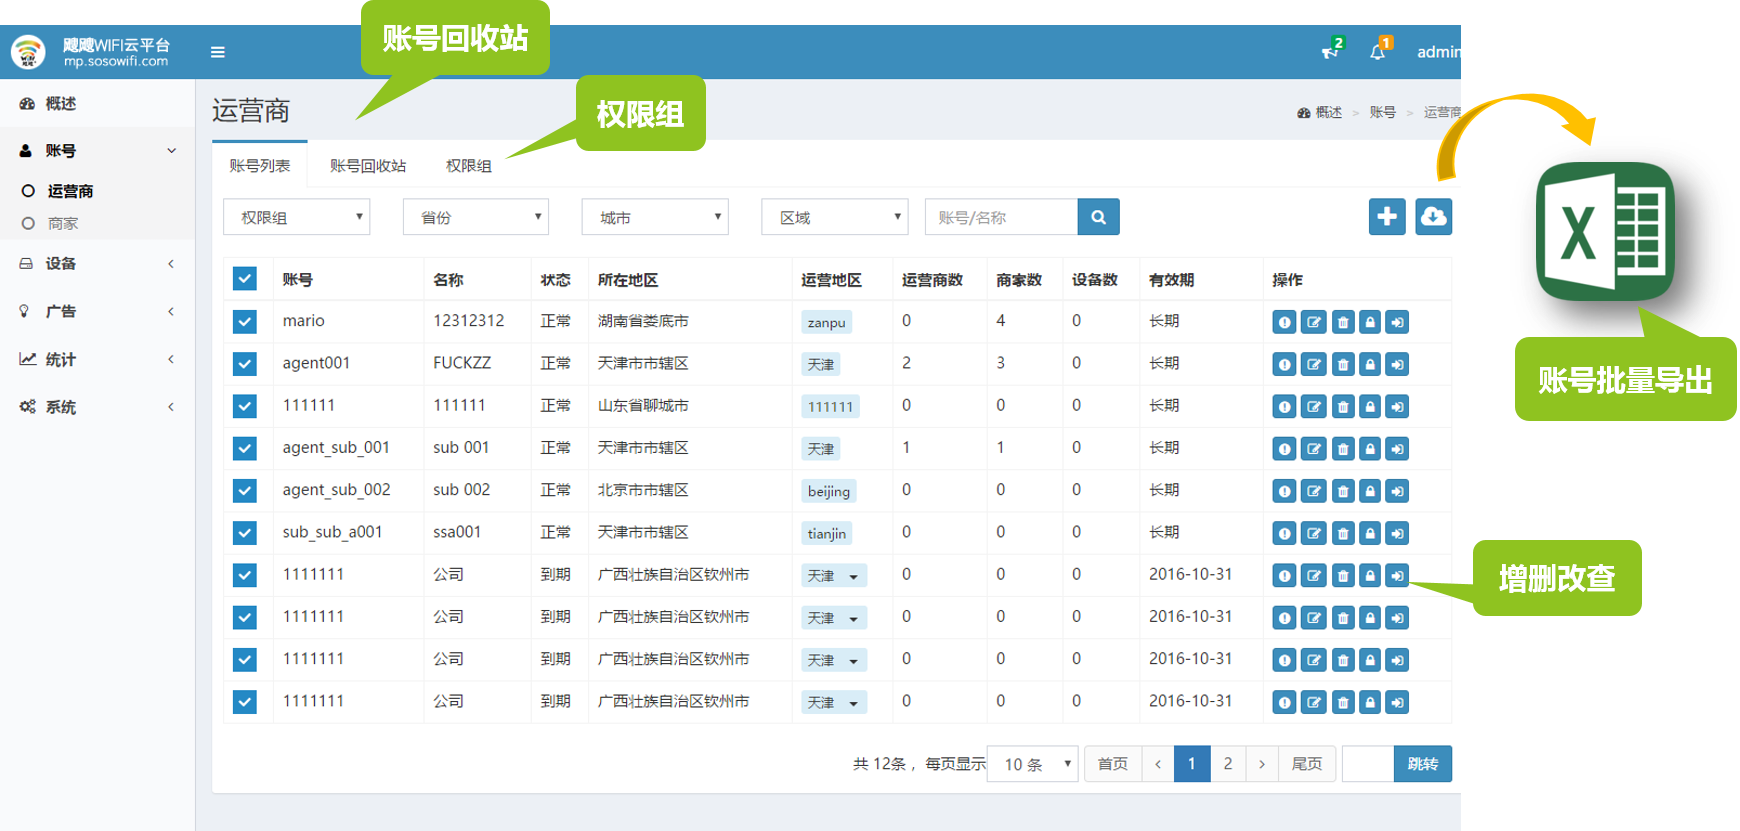 账号回收站
飕飕WIFI云平台
mp.sosowifi.com
2
1
admin
概述
账号
运营商
商家
设备
广告
统计
系统
运营商
权限组
概述 > 账号 > 运营商
账号列表 账号回收站 权限组
权限组 省份 城市 区域 账号/名称
账号 名称 状态 所在地区 运营地区 运营商数 商家数 设备数 有效期 操作
mario 12312312 正常 湖南省娄底市 zanpu 0 4 0 长期
agent001 FUCKZZ 正常 天津市市辖区 天津 2 3 0 长期
111111 111111 正常 山东省聊城市 111111 0 0 0 长期
agent_sub_001 sub 001 正常 天津市市辖区 天津 1 1 0 长期
agent_sub_002 sub 002 正常 北京市市辖区 beijing 0 0 0 长期
sub_sub_a001 ssa001 正常 天津市市辖区 tianjin 0 0 0 长期
1111111 公司 到期 广西壮族自治区钦州市 天津 0 0 0 2016-10-31
1111111 公司 到期 广西壮族自治区钦州市 天津 0 0 0 2016-10-31
1111111 公司 到期 广西壮族自治区钦州市 天津 0 0 0 2016-10-31
1111111 公司 到期 广西壮族自治区钦州市 天津 0 0 0 2016-10-31
共 12条 , 每页显示 10 条 首页 ‹ 1 2 › 尾页 跳转
X
账号批量导出
增删改查